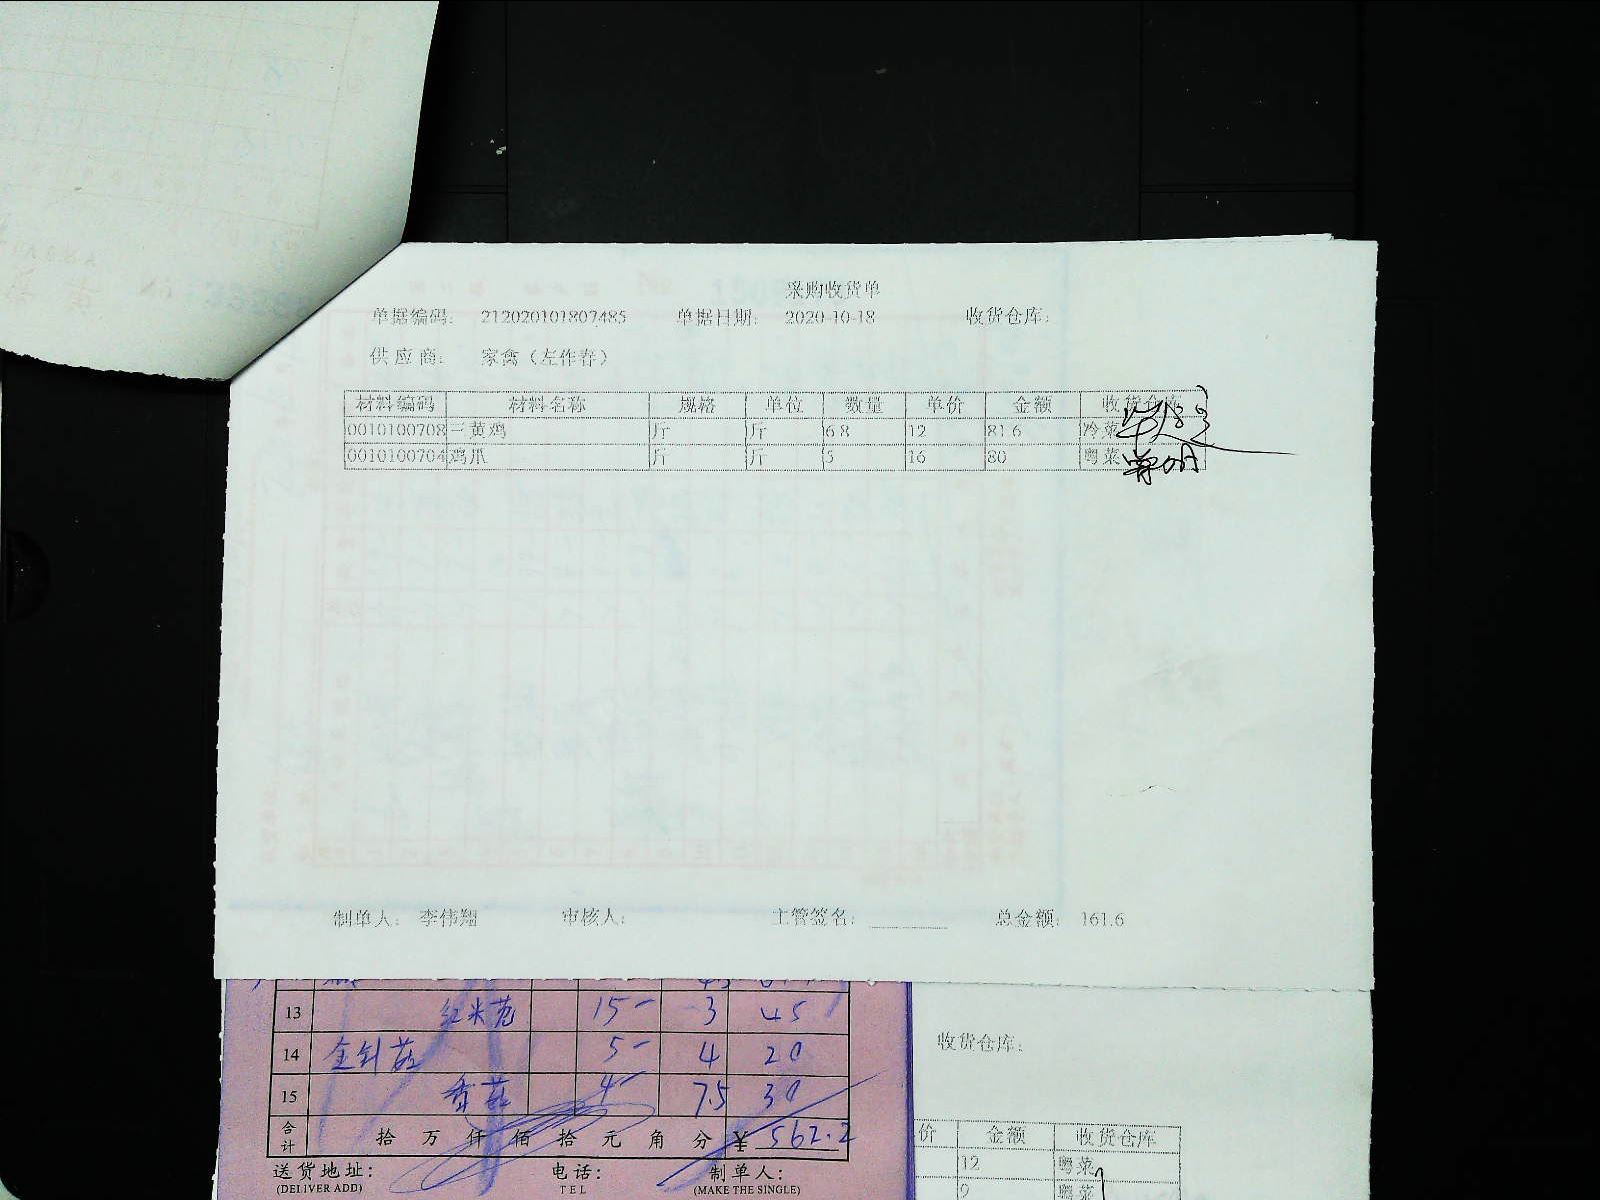 采购收货单
单据编码: 212020101807485 单据日期: 2020-10-18 收货仓库:
供应商: 家禽（左作春）
材料编码 材料名称 规格 单位 数量 单价 金额 收货仓库
0010100708 三黄鸡 斤 斤 6.8 12 81.6 冷菜
0010100704 鸡爪 斤 斤 5 16 80 粤菜
制单人: 李伟翔 审核人: 主管签名: 总金额: 161.6
13 红米苋 15- 3 45
14 金针菇 5- 4 20
15 香菇 4- 7.5 30
合计 拾 万 仟 佰 拾 元 角 分 ¥ 562.2
送货地址: 电话: 制单人:
(DELIVER ADD) TEL (MAKE THE SINGLE)
收货仓库:
价 金额 收货仓库
12 粤菜
9 粤菜